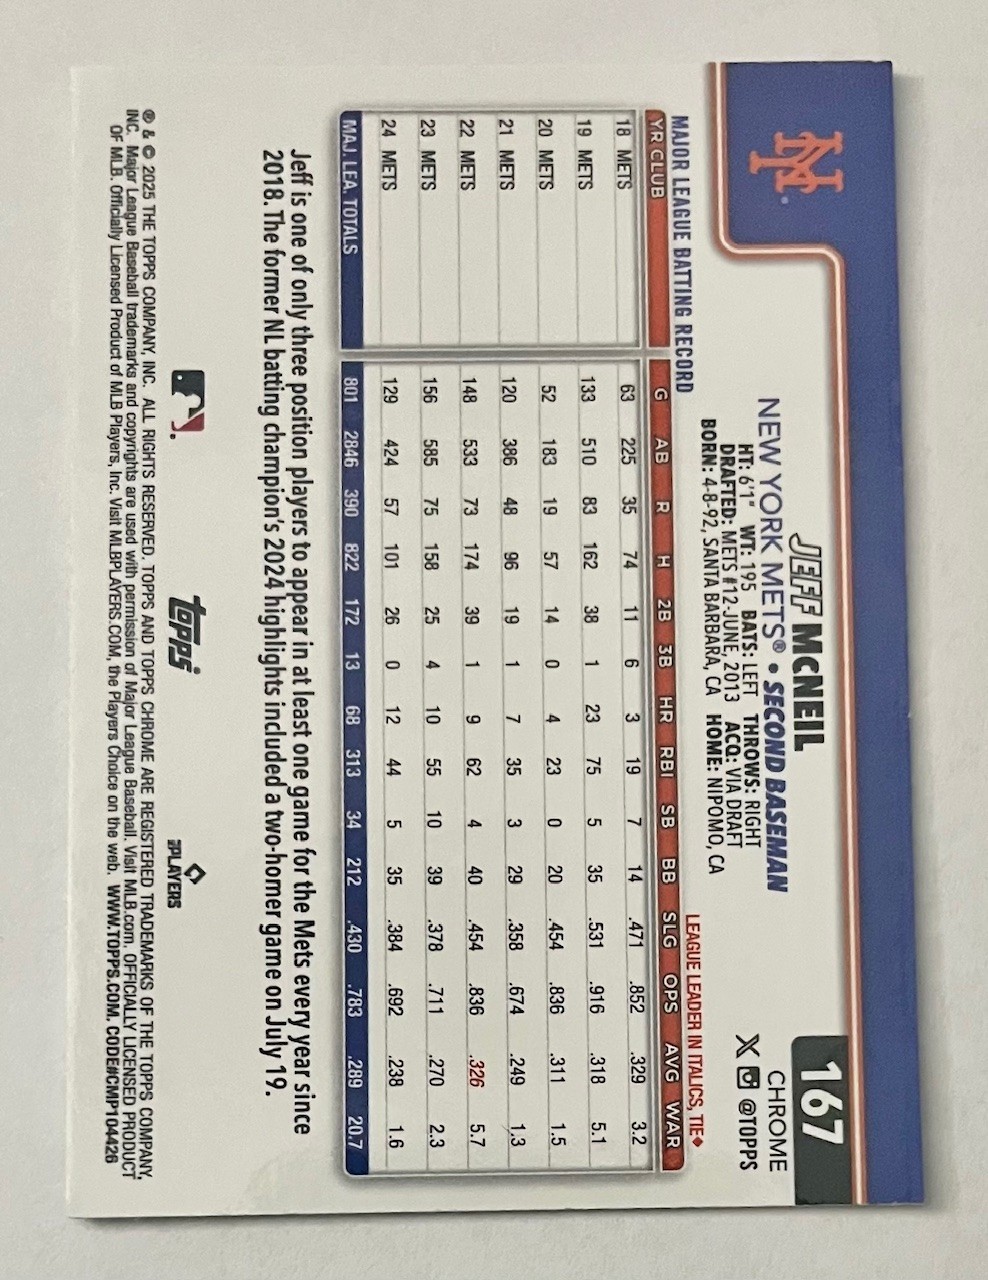 NY
167
JEFF McNEIL
CHROME
NEW YORK METS® • SECOND BASEMAN
@TOPPS
HT: 6'1" WT: 195 BATS: LEFT THROWS: RIGHT
DRAFTED: METS #12-JUNE, 2013 ACQ: VIA DRAFT
BORN: 4-8-92, SANTA BARBARA, CA HOME: NIPOMO, CA
MAJOR LEAGUE BATTING RECORD
LEAGUE LEADER IN ITALICS, TIE♦
YR CLUB G AB R H 2B 3B HR RBI SB BB SLG OPS AVG WAR
18 METS 63 225 35 74 11 6 3 19 7 14 .471 .852 .329 3.2
19 METS 133 510 83 162 38 1 23 75 5 35 .531 .916 .318 5.1
20 METS 52 183 19 57 14 0 4 23 0 20 .454 .836 .311 1.5
21 METS 120 386 48 96 19 1 7 35 3 29 .358 .674 .249 1.3
22 METS 148 533 73 174 39 1 9 62 4 40 .454 .836 .326 5.7
23 METS 156 585 75 158 25 4 10 55 10 39 .378 .711 .270 2.3
24 METS 129 424 57 101 26 0 12 44 5 35 .384 .692 .238 1.6
MAJ. LEA. TOTALS 801 2846 390 822 172 13 68 313 34 212 .430 .783 .289 20.7
Jeff is one of only three position players to appear in at least one game for the Mets every year since
2018. The former NL batting champion's 2024 highlights included a two-homer game on July 19.
topps
PLAYERS
® & © 2025 THE TOPPS COMPANY, INC. ALL RIGHTS RESERVED. TOPPS AND TOPPS CHROME ARE REGISTERED TRADEMARKS OF THE TOPPS COMPANY,
INC. Major League Baseball trademarks and copyrights are used with permission of Major League Baseball. Visit MLB.com. OFFICIALLY LICENSED PRODUCT
OF MLB. Officially Licensed Product of MLB Players, Inc. Visit MLBPLAYERS.COM, the Players Choice on the web. WWW.TOPPS.COM. CODE#CMP104426